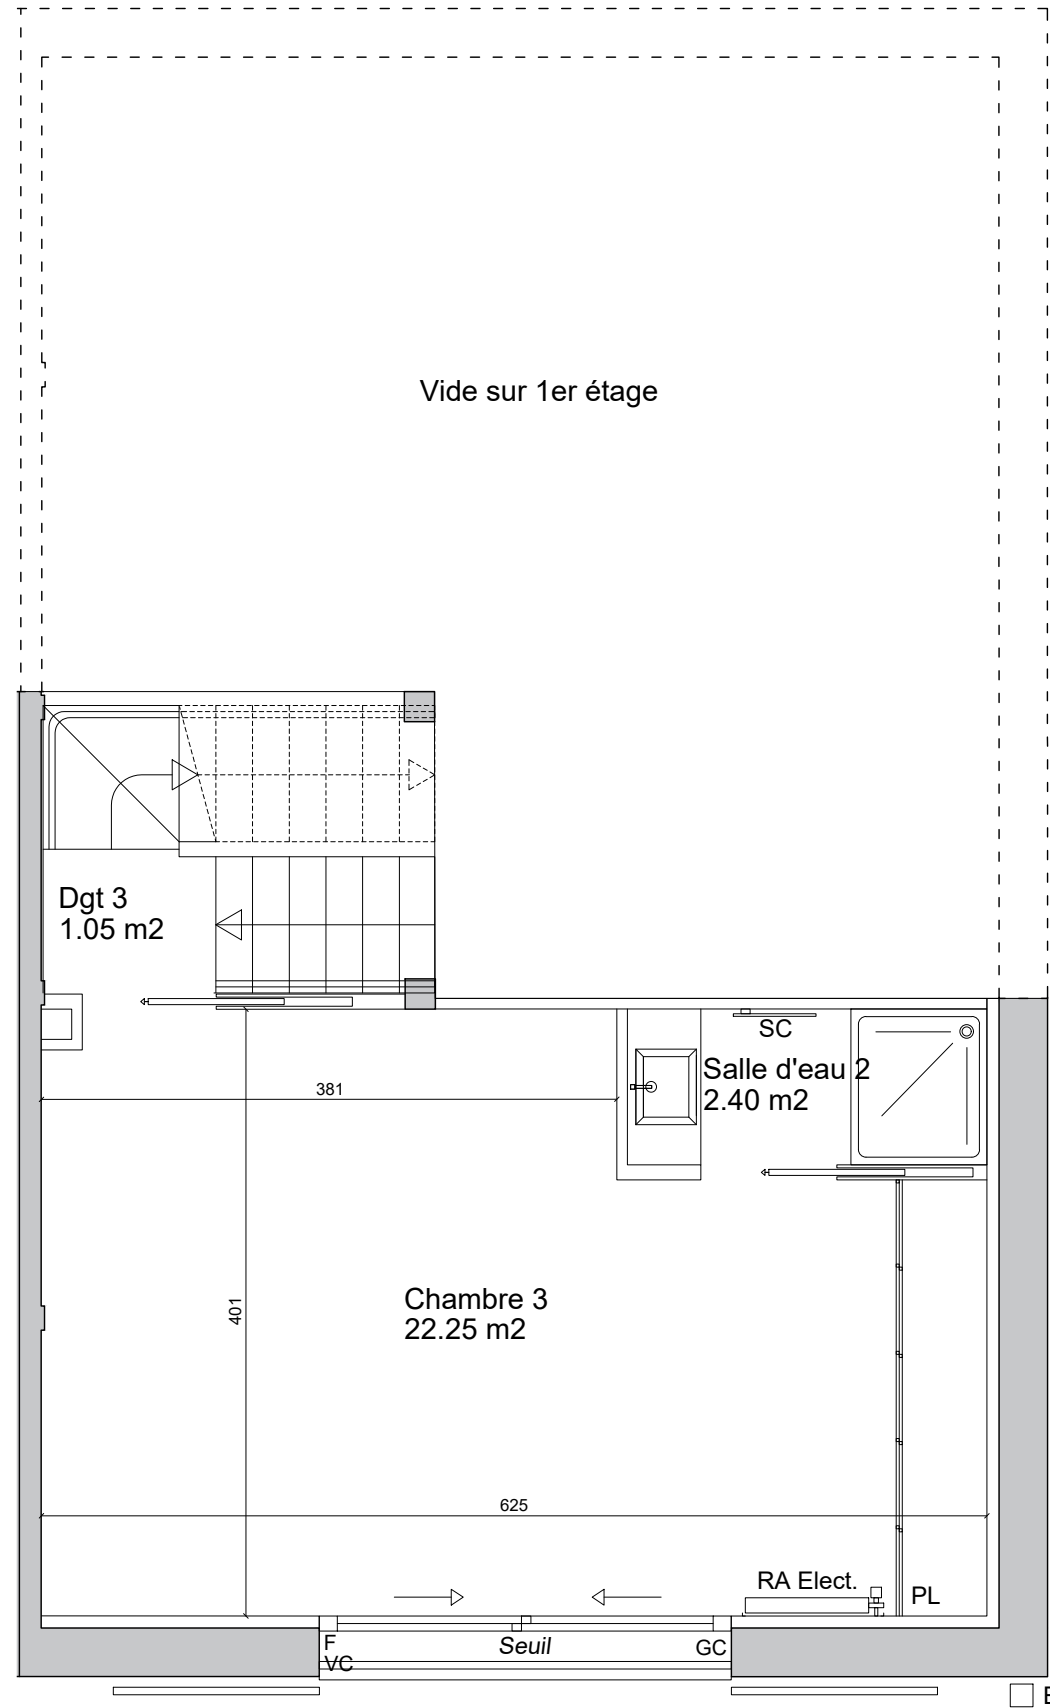 Vide sur 1er étage
Dgt 3
1.05 m2
SC
Salle d'eau 2
2.40 m2
381
401
Chambre 3
22.25 m2
625
RA Elect.
PL
F
VC
Seuil
GC
E